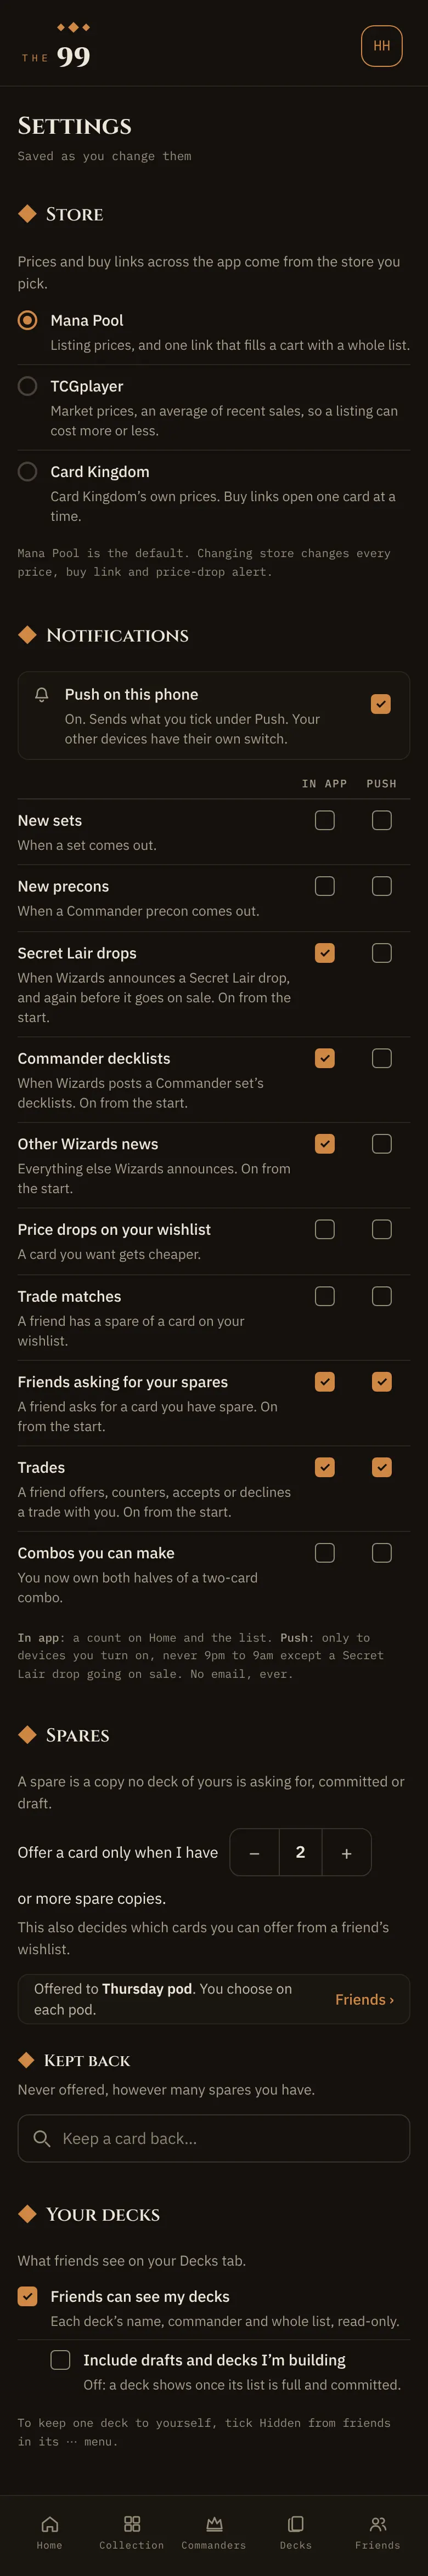 THE 99
HH
Settings
Saved as you change them
Store
Prices and buy links across the app come from the store you
pick.
Mana Pool
Listing prices, and one link that fills a cart with a whole list.
TCGplayer
Market prices, an average of recent sales, so a listing can
cost more or less.
Card Kingdom
Card Kingdom’s own prices. Buy links open one card at a
time.
Mana Pool is the default. Changing store changes every
price, buy link and price-drop alert.
Notifications
Push on this phone
On. Sends what you tick under Push. Your
other devices have their own switch.
IN APP PUSH
New sets
When a set comes out.
New precons
When a Commander precon comes out.
Secret Lair drops
When Wizards announces a Secret Lair drop,
and again before it goes on sale. On from the
start.
Commander decklists
When Wizards posts a Commander set’s
decklists. On from the start.
Other Wizards news
Everything else Wizards announces. On from
the start.
Price drops on your wishlist
A card you want gets cheaper.
Trade matches
A friend has a spare of a card on your
wishlist.
Friends asking for your spares
A friend asks for a card you have spare. On
from the start.
Trades
A friend offers, counters, accepts or declines
a trade with you. On from the start.
Combos you can make
You now own both halves of a two-card
combo.
In app: a count on Home and the list. Push: only to
devices you turn on, never 9pm to 9am except a Secret
Lair drop going on sale. No email, ever.
Spares
A spare is a copy no deck of yours is asking for, committed or
draft.
Offer a card only when I have − 2 +
or more spare copies.
This also decides which cards you can offer from a friend’s
wishlist.
Offered to Thursday pod. You choose on
each pod.
Friends ›
Kept back
Never offered, however many spares you have.
Keep a card back...
Your decks
What friends see on your Decks tab.
Friends can see my decks
Each deck’s name, commander and whole list, read-only.
Include drafts and decks I’m building
Off: a deck shows once its list is full and committed.
To keep one deck to yourself, tick Hidden from friends
in its ⋯ menu.
Home Collection Commanders Decks Friends